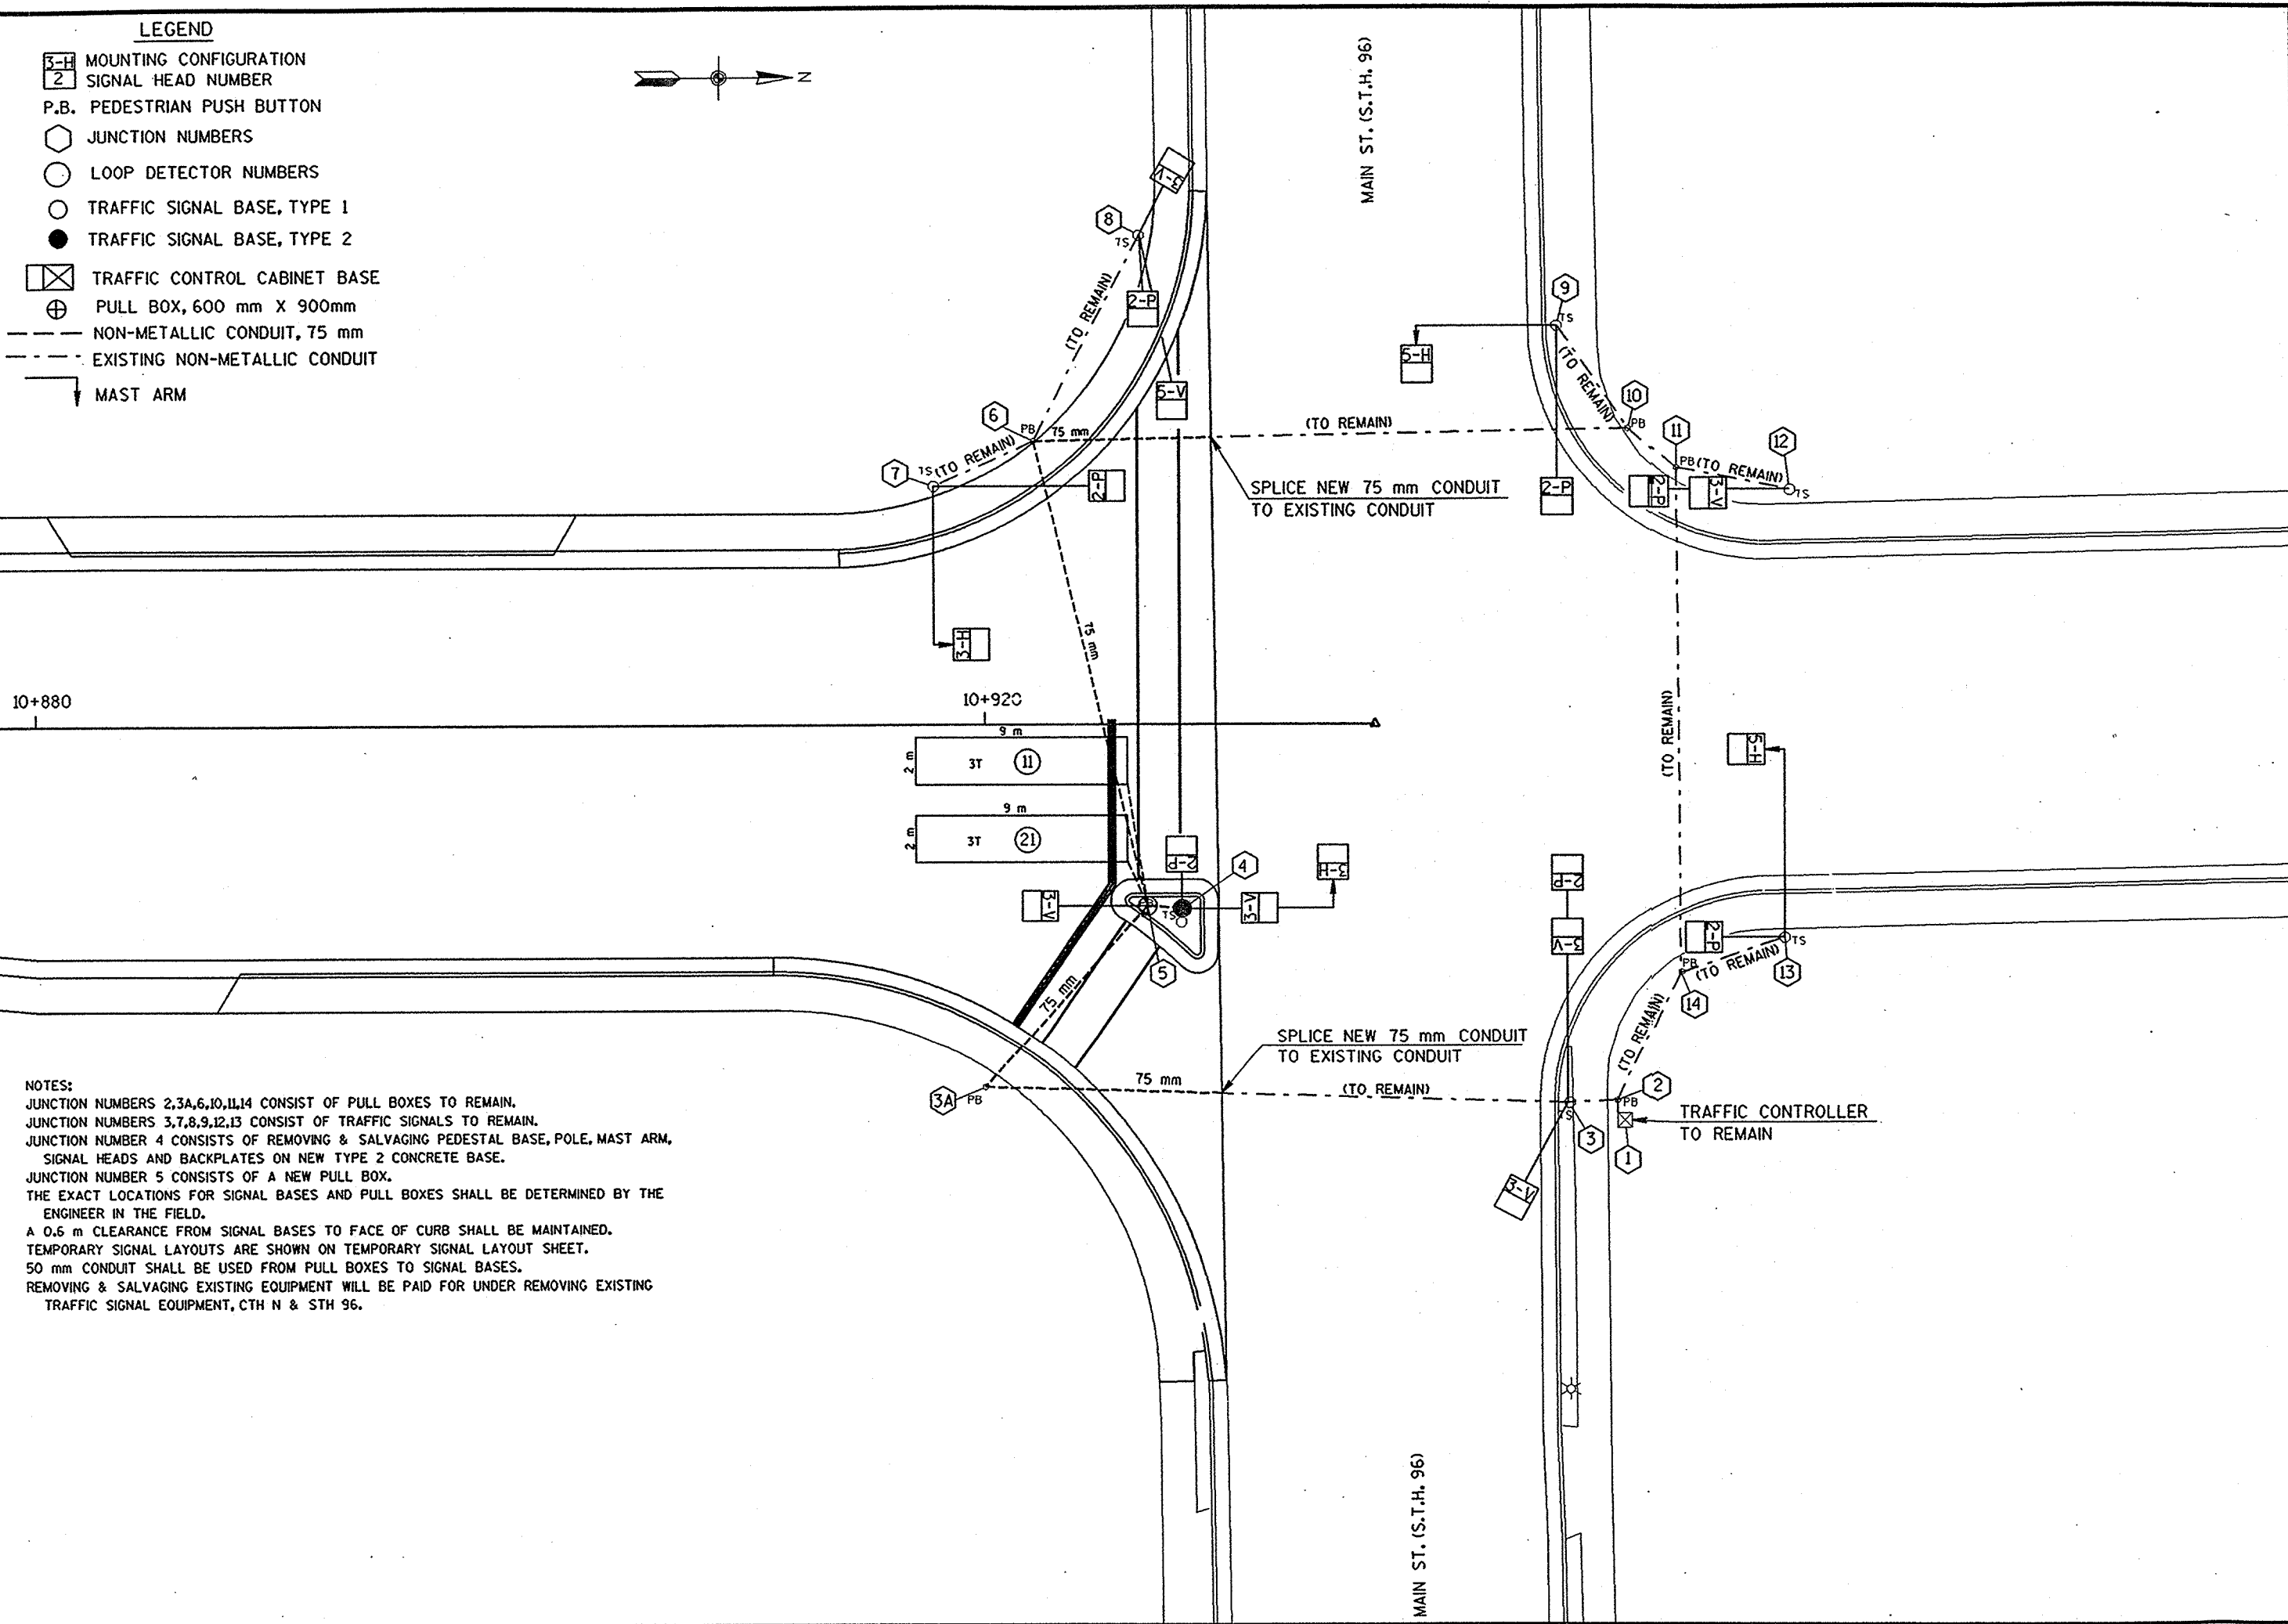 LEGEND
3-H MOUNTING CONFIGURATION
2 SIGNAL HEAD NUMBER
P.B. PEDESTRIAN PUSH BUTTON
JUNCTION NUMBERS
LOOP DETECTOR NUMBERS
TRAFFIC SIGNAL BASE, TYPE 1
TRAFFIC SIGNAL BASE, TYPE 2
TRAFFIC CONTROL CABINET BASE
PULL BOX, 600 mm X 900mm
NON-METALLIC CONDUIT, 75 mm
EXISTING NON-METALLIC CONDUIT
MAST ARM
N
MAIN ST. (S.T.H. 96)
3-V
8
TS
2-P
(TO REMAIN)
5-V
6
PB
75 mm
(TO REMAIN)
7
TS
(TO REMAIN)
2-P
3-H
SPLICE NEW 75 mm CONDUIT
TO EXISTING CONDUIT
9
TS
5-H
(TO REMAIN)
10
PB
2-P
11
PB
(TO REMAIN)
12
TS
2-P
3-V
75 mm
10+880
10+920
9 m
2 m
3T
11
9 m
2 m
3T
21
(TO REMAIN)
5-H
2-P
4
3-H
3-V
TS
3-V
5
75 mm
2-P
3-V
2-P
TS
13
PB
(TO REMAIN)
14
(TO REMAIN)
SPLICE NEW 75 mm CONDUIT
TO EXISTING CONDUIT
3A
PB
75 mm
(TO REMAIN)
2
PB
TS
3
3-V
1
TRAFFIC CONTROLLER
TO REMAIN
NOTES:
JUNCTION NUMBERS 2,3A,6,10,11,14 CONSIST OF PULL BOXES TO REMAIN.
JUNCTION NUMBERS 3,7,8,9,12,13 CONSIST OF TRAFFIC SIGNALS TO REMAIN.
JUNCTION NUMBER 4 CONSISTS OF REMOVING & SALVAGING PEDESTAL BASE, POLE, MAST ARM,
SIGNAL HEADS AND BACKPLATES ON NEW TYPE 2 CONCRETE BASE.
JUNCTION NUMBER 5 CONSISTS OF A NEW PULL BOX.
THE EXACT LOCATIONS FOR SIGNAL BASES AND PULL BOXES SHALL BE DETERMINED BY THE
ENGINEER IN THE FIELD.
A 0.6 m CLEARANCE FROM SIGNAL BASES TO FACE OF CURB SHALL BE MAINTAINED.
TEMPORARY SIGNAL LAYOUTS ARE SHOWN ON TEMPORARY SIGNAL LAYOUT SHEET.
50 mm CONDUIT SHALL BE USED FROM PULL BOXES TO SIGNAL BASES.
REMOVING & SALVAGING EXISTING EQUIPMENT WILL BE PAID FOR UNDER REMOVING EXISTING
TRAFFIC SIGNAL EQUIPMENT, CTH N & STH 96.
MAIN ST. (S.T.H. 96)